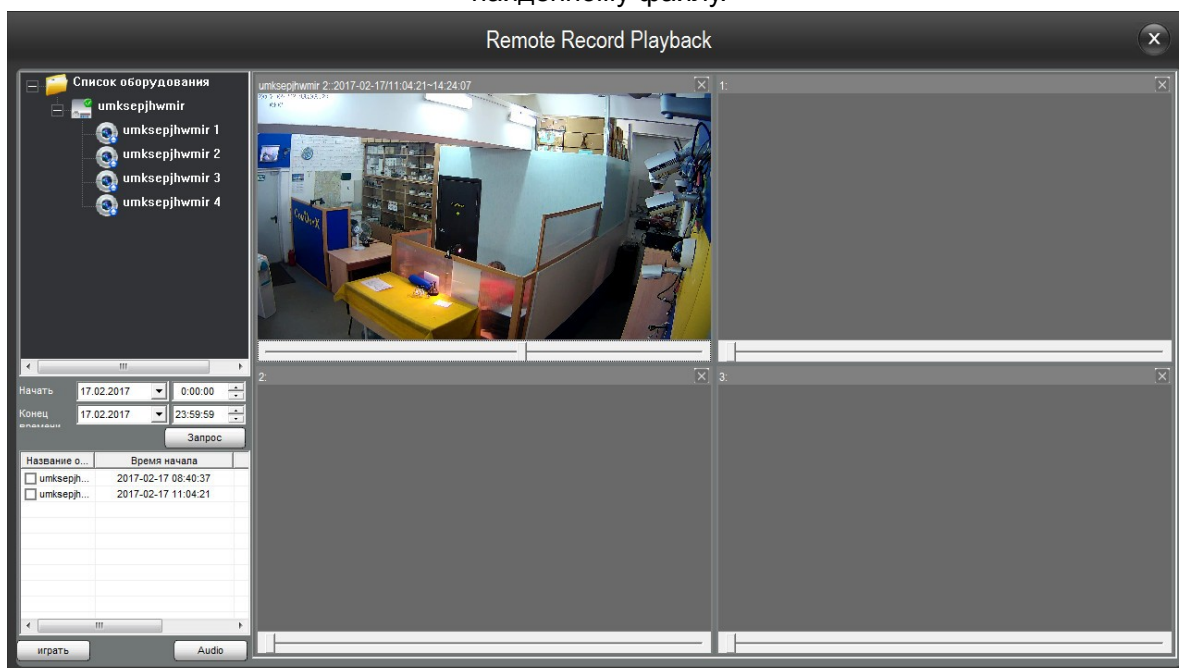 найденному файлу.
Remote Record Playback
Список оборудования
umksepjhwmir
umksepjhwmir 1
umksepjhwmir 2
umksepjhwmir 3
umksepjhwmir 4
Начать 17.02.2017 0:00:00
Конец 17.02.2017 23:59:59
времени
Запрос
Название о... Время начала
umksepjh... 2017-02-17 08:40:37
umksepjh... 2017-02-17 11:04:21
играть Audio
umksepjhwmir 2::2017-02-17/11:04:21~14:24:07
1:
2:
3: